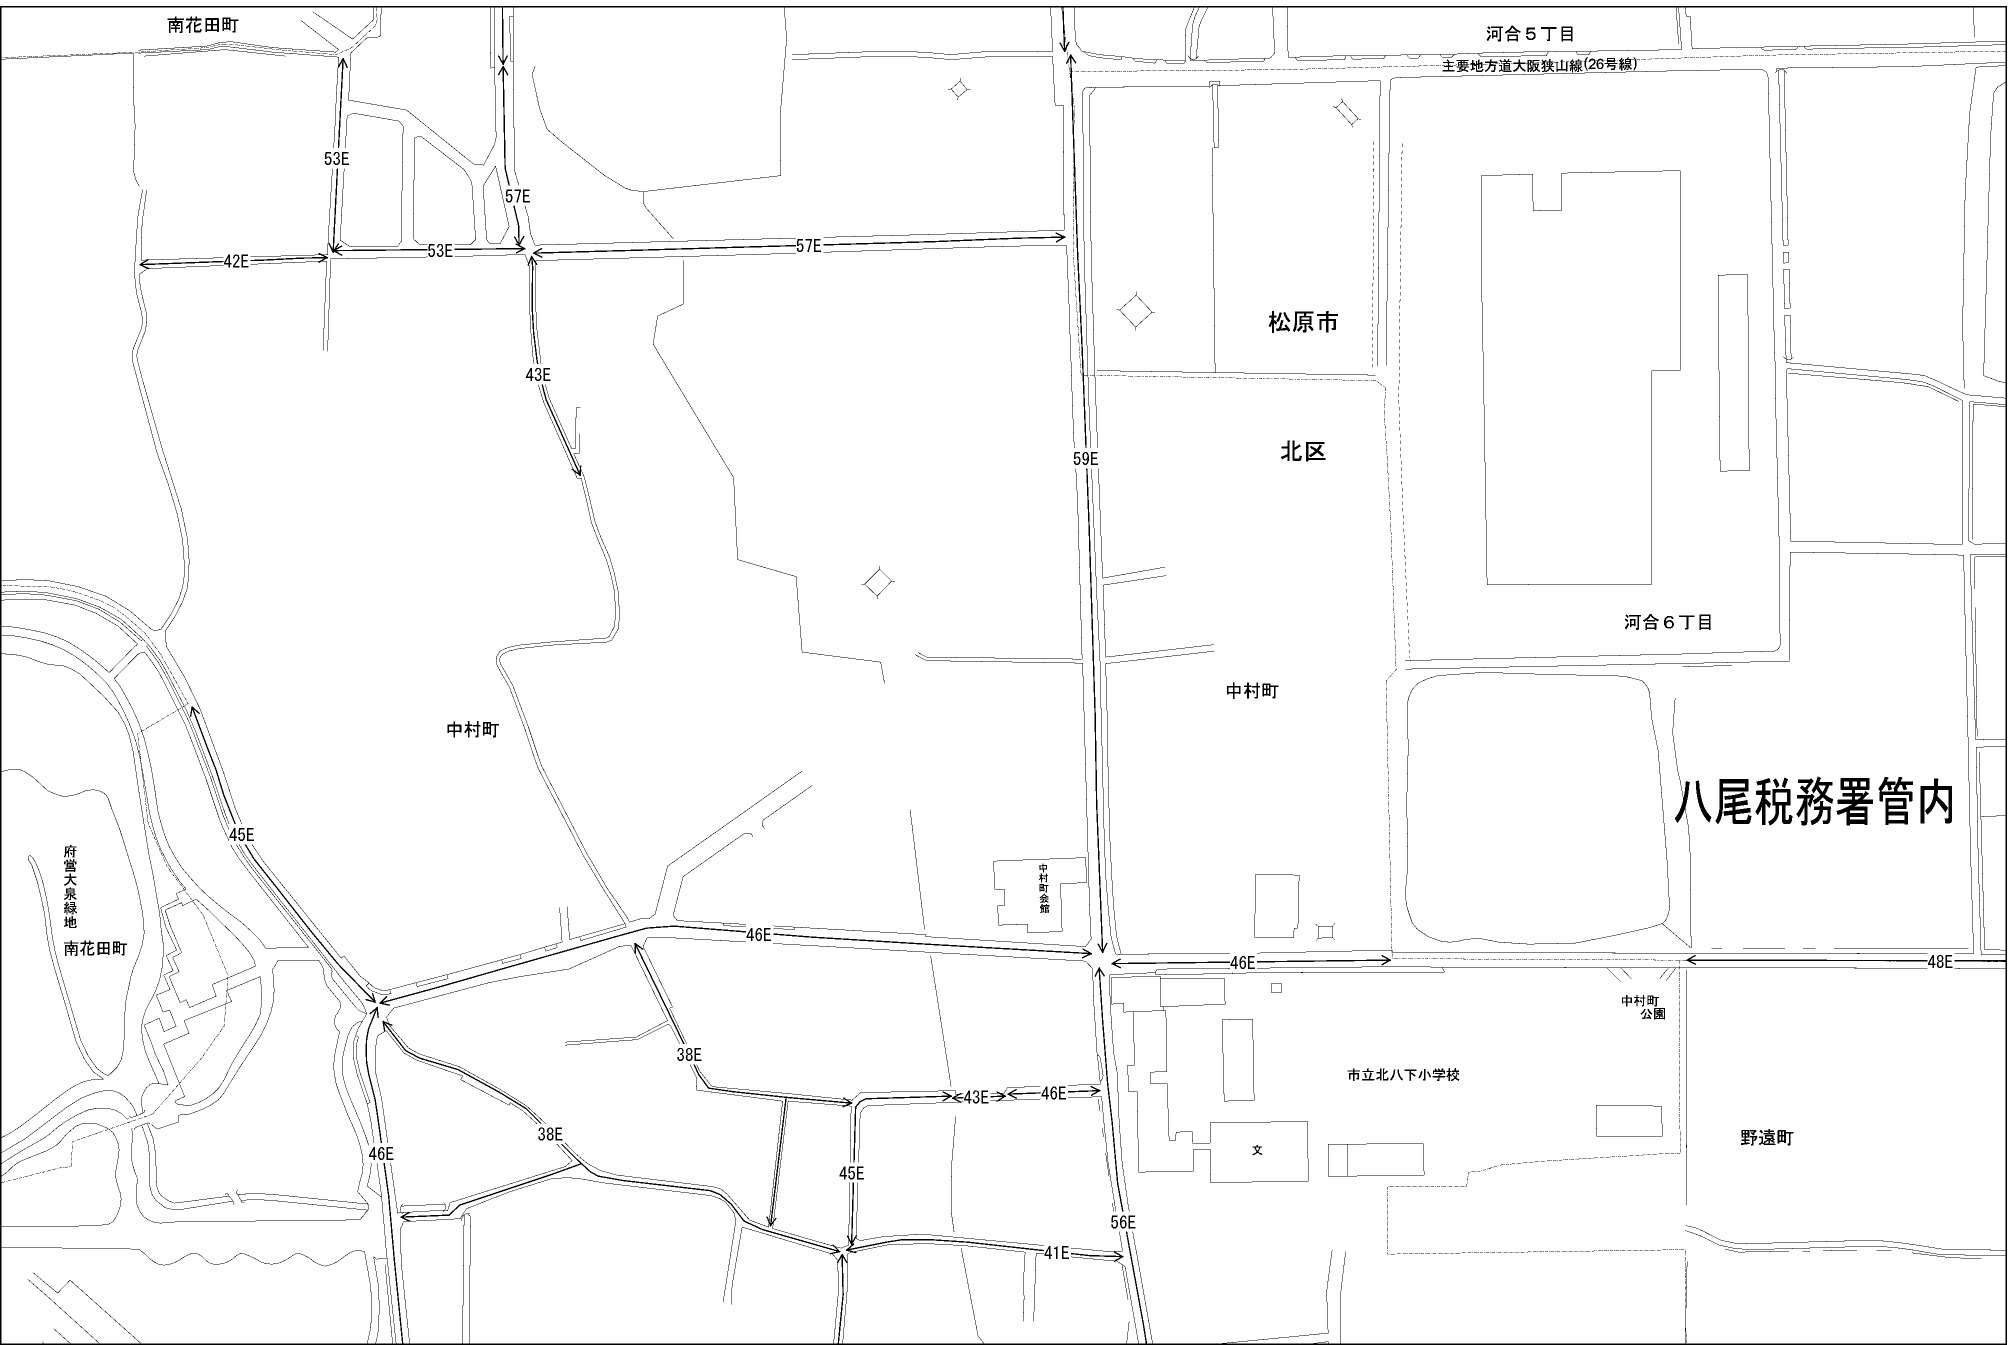 南花田町
河合5丁目
主要地方道大阪狭山線(26号線)
53E
57E
42E
53E
57E
松原市
43E
北区
59E
河合6丁目
中村町
中村町
八尾税務署管内
45E
府営大泉緑地
中村町会館
南花田町
46E
46E
48E
中村町
公園
38E
市立北八下小学校
43E
46E
38E
野遠町
46E
文
45E
56E
41E